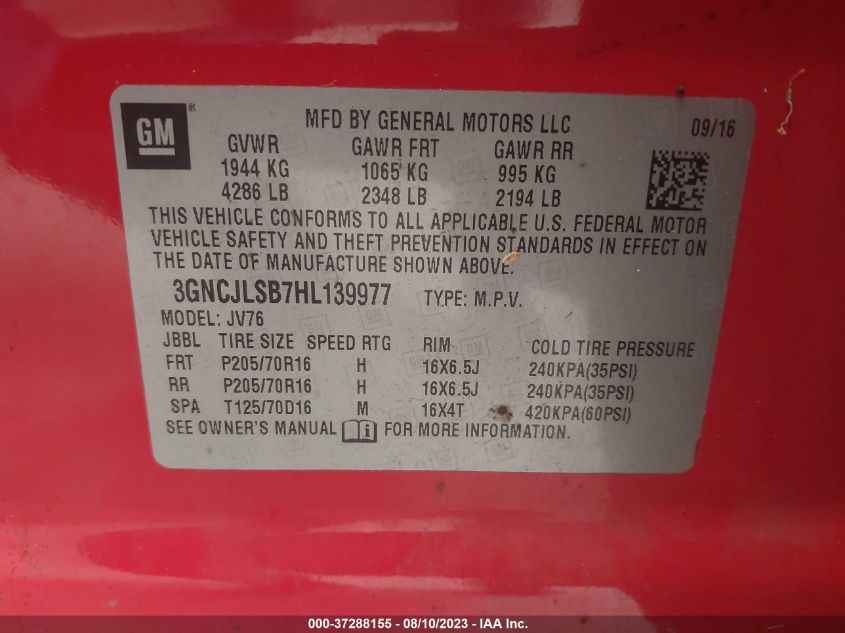 GM ®
MFD BY GENERAL MOTORS LLC 09/16
GVWR GAWR FRT GAWR RR
1944 KG 1065 KG 995 KG
4286 LB 2348 LB 2194 LB
THIS VEHICLE CONFORMS TO ALL APPLICABLE U.S. FEDERAL MOTOR
VEHICLE SAFETY AND THEFT PREVENTION STANDARDS IN EFFECT ON
THE DATE OF MANUFACTURE SHOWN ABOVE.
3GNCJLSB7HL139977 TYPE: M.P.V.
MODEL: JV76
JBBL TIRE SIZE SPEED RTG RIM COLD TIRE PRESSURE
FRT P205/70R16 H 16X6.5J 240KPA(35PSI)
RR P205/70R16 H 16X6.5J 240KPA(35PSI)
SPA T125/70D16 M 16X4T 420KPA(60PSI)
SEE OWNER'S MANUAL i FOR MORE INFORMATION.
000-37288155 - 08/10/2023 - IAA Inc.